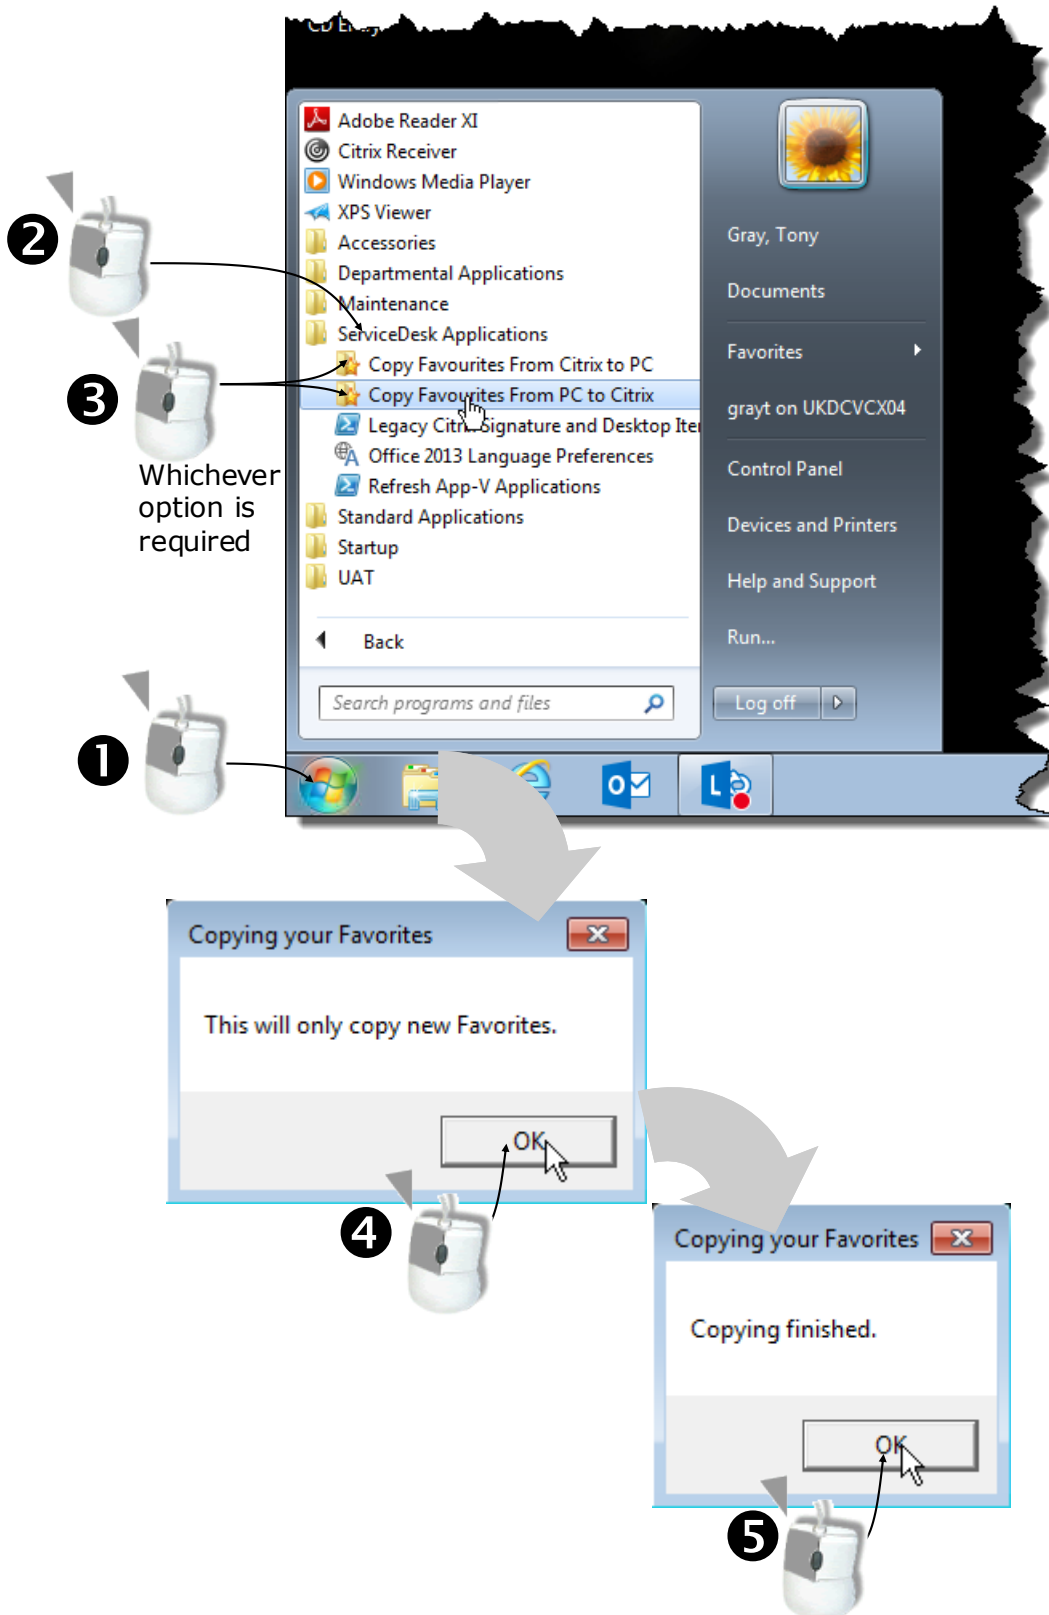 Adobe Reader XI
Citrix Receiver
Windows Media Player
XPS Viewer
Accessories
Departmental Applications
Maintenance
ServiceDesk Applications
Copy Favourites From Citrix to PC
Copy Favourites From PC to Citrix
Legacy Citrix Signature and Desktop Iter
Office 2013 Language Preferences
Refresh App-V Applications
Standard Applications
Startup
UAT
Back
Search programs and files
Gray, Tony
Documents
Favorites
grayt on UKDCVCX04
Control Panel
Devices and Printers
Help and Support
Run...
Log off
2
3
Whichever
option is
required
1
Copying your Favorites
This will only copy new Favorites.
OK
4
Copying your Favorites
Copying finished.
OK
5